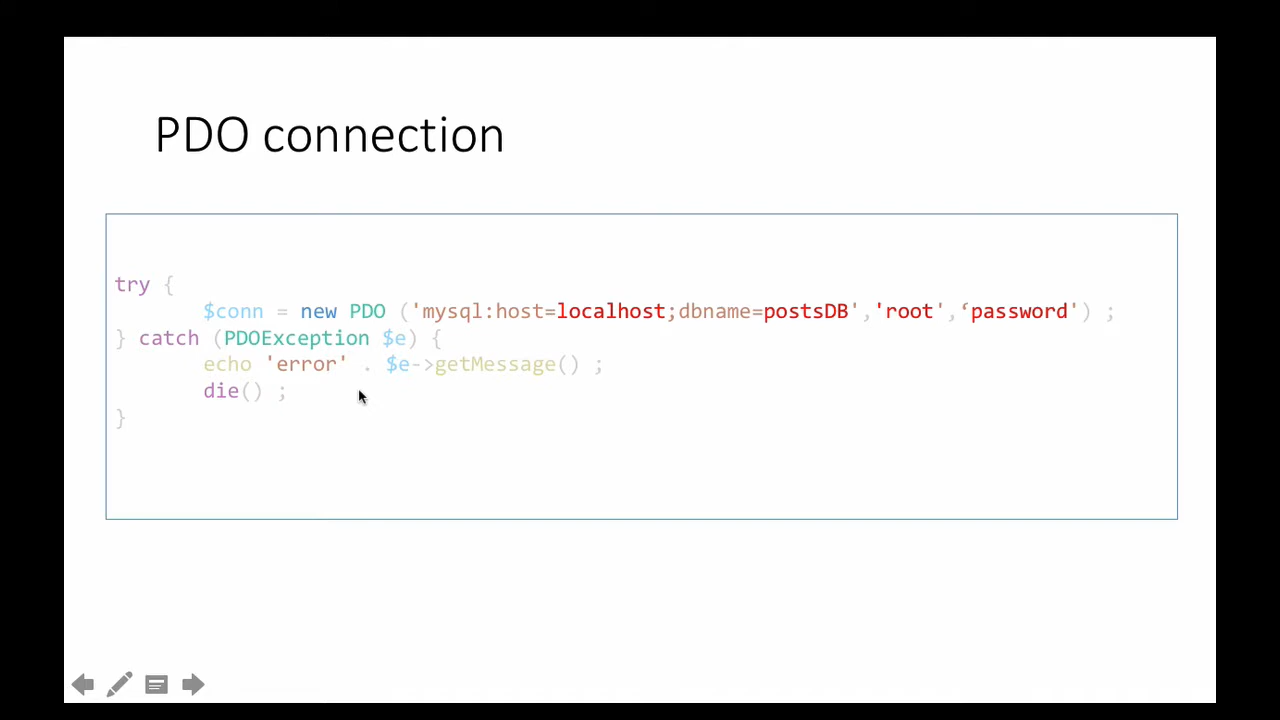 PDO connection
try {
$conn = new PDO ('mysql:host=localhost;dbname=postsDB','root',‘password') ;
} catch (PDOException $e) {
echo 'error' . $e->getMessage() ;
die() ;
}